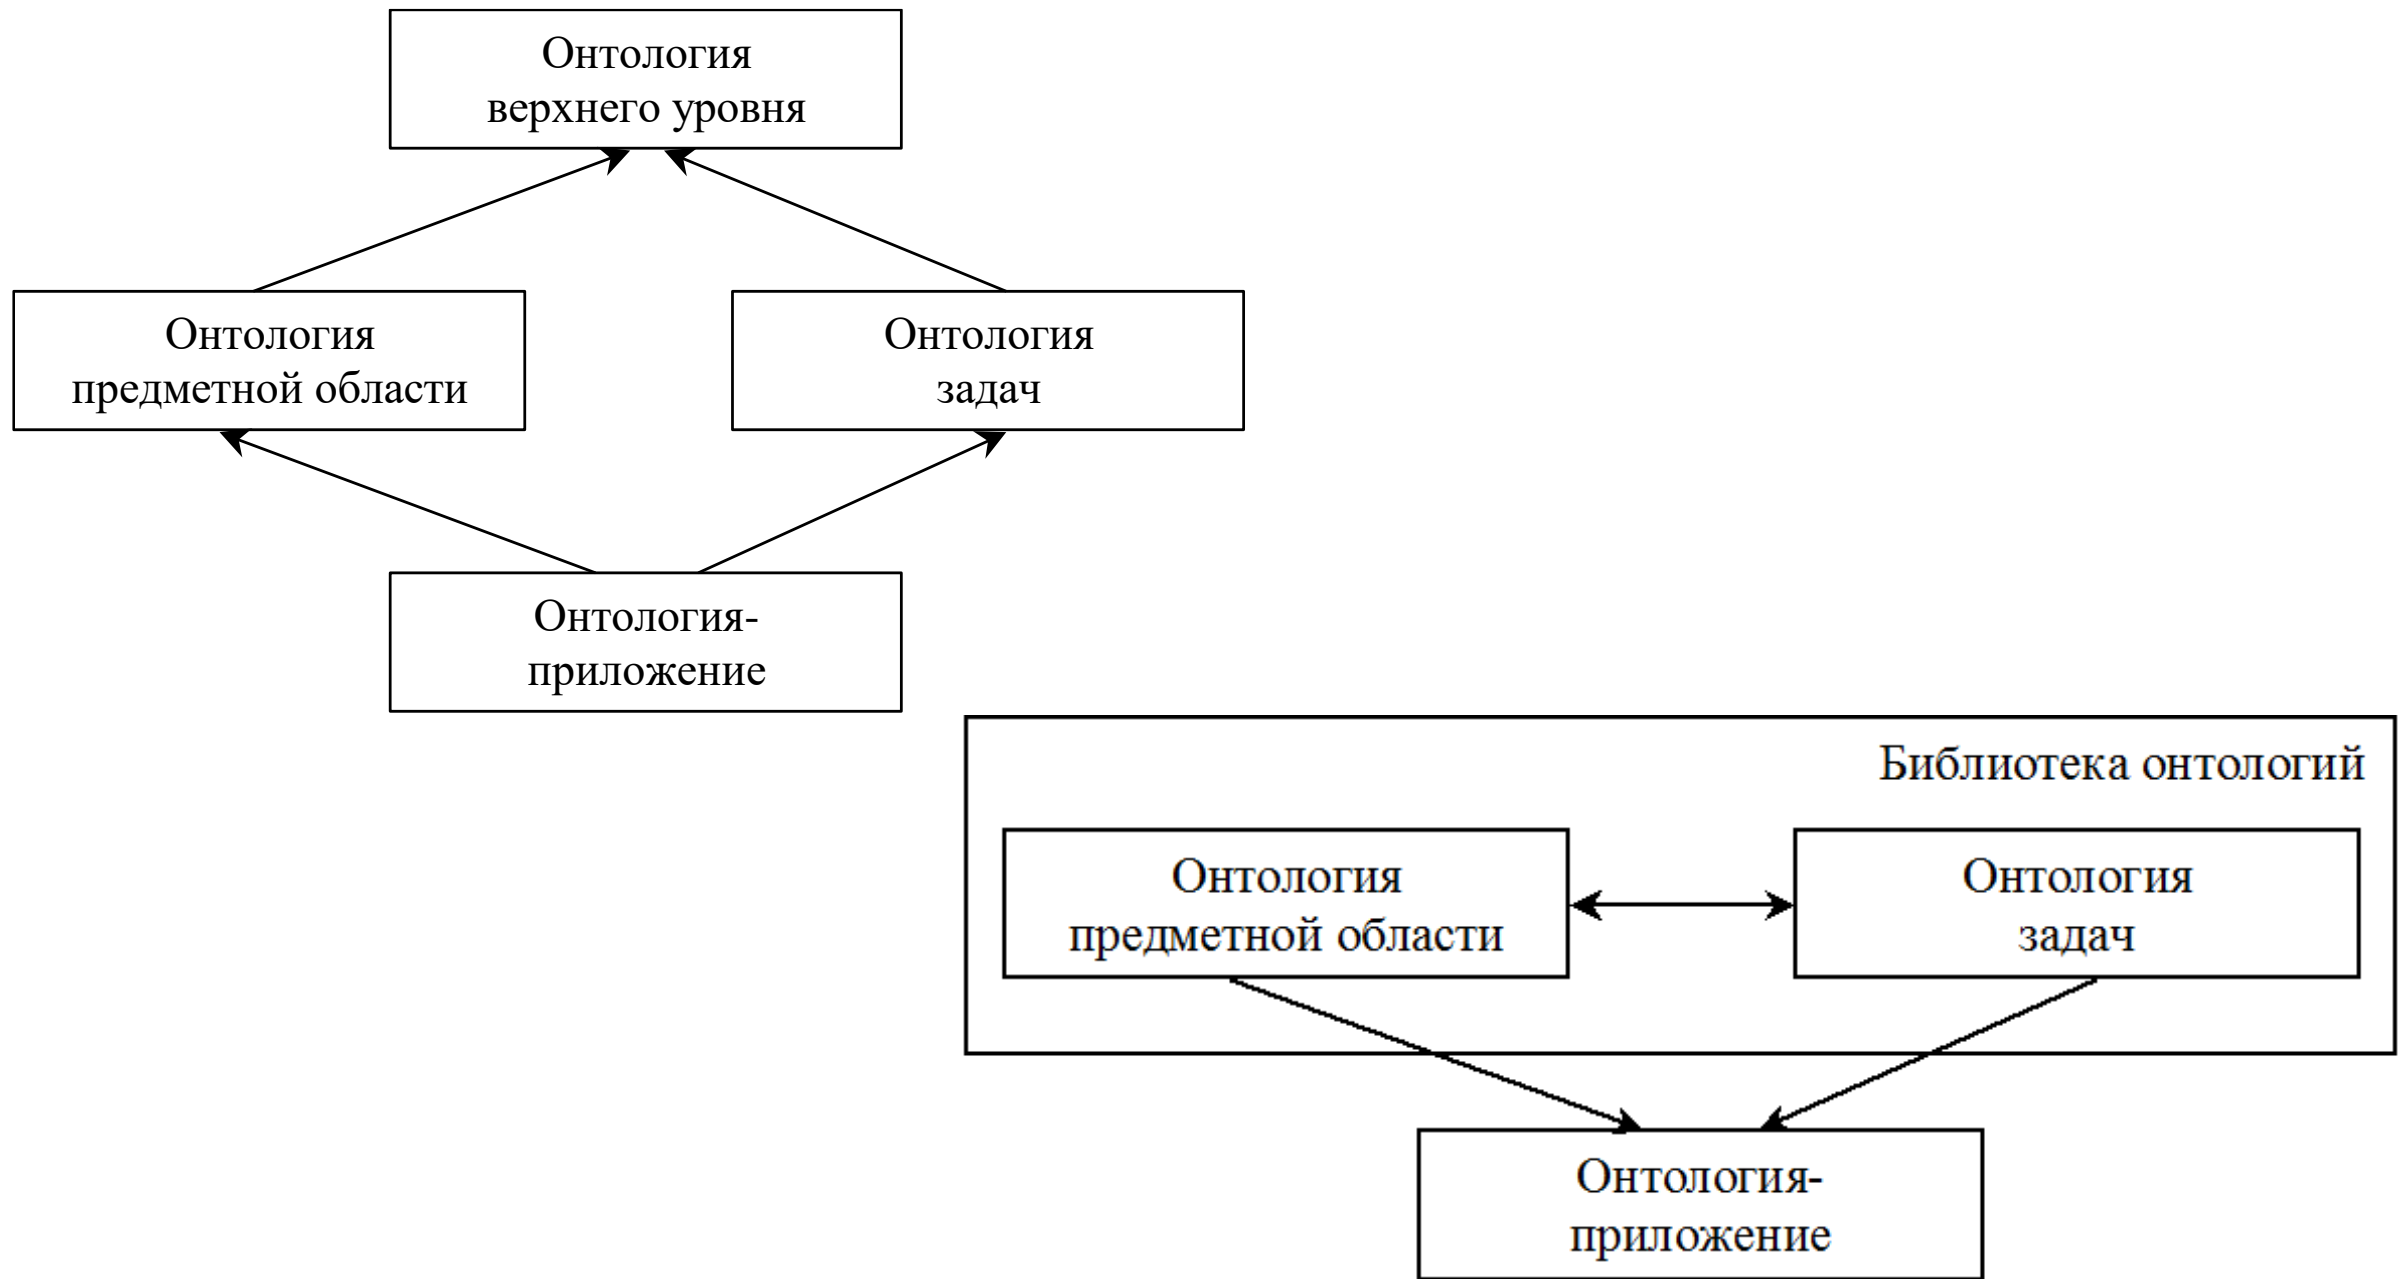 Онтология
верхнего уровня
Онтология
предметной области
Онтология
задач
Онтология-
приложение
Библиотека онтологий
Онтология
предметной области
Онтология
задач
Онтология-
приложение